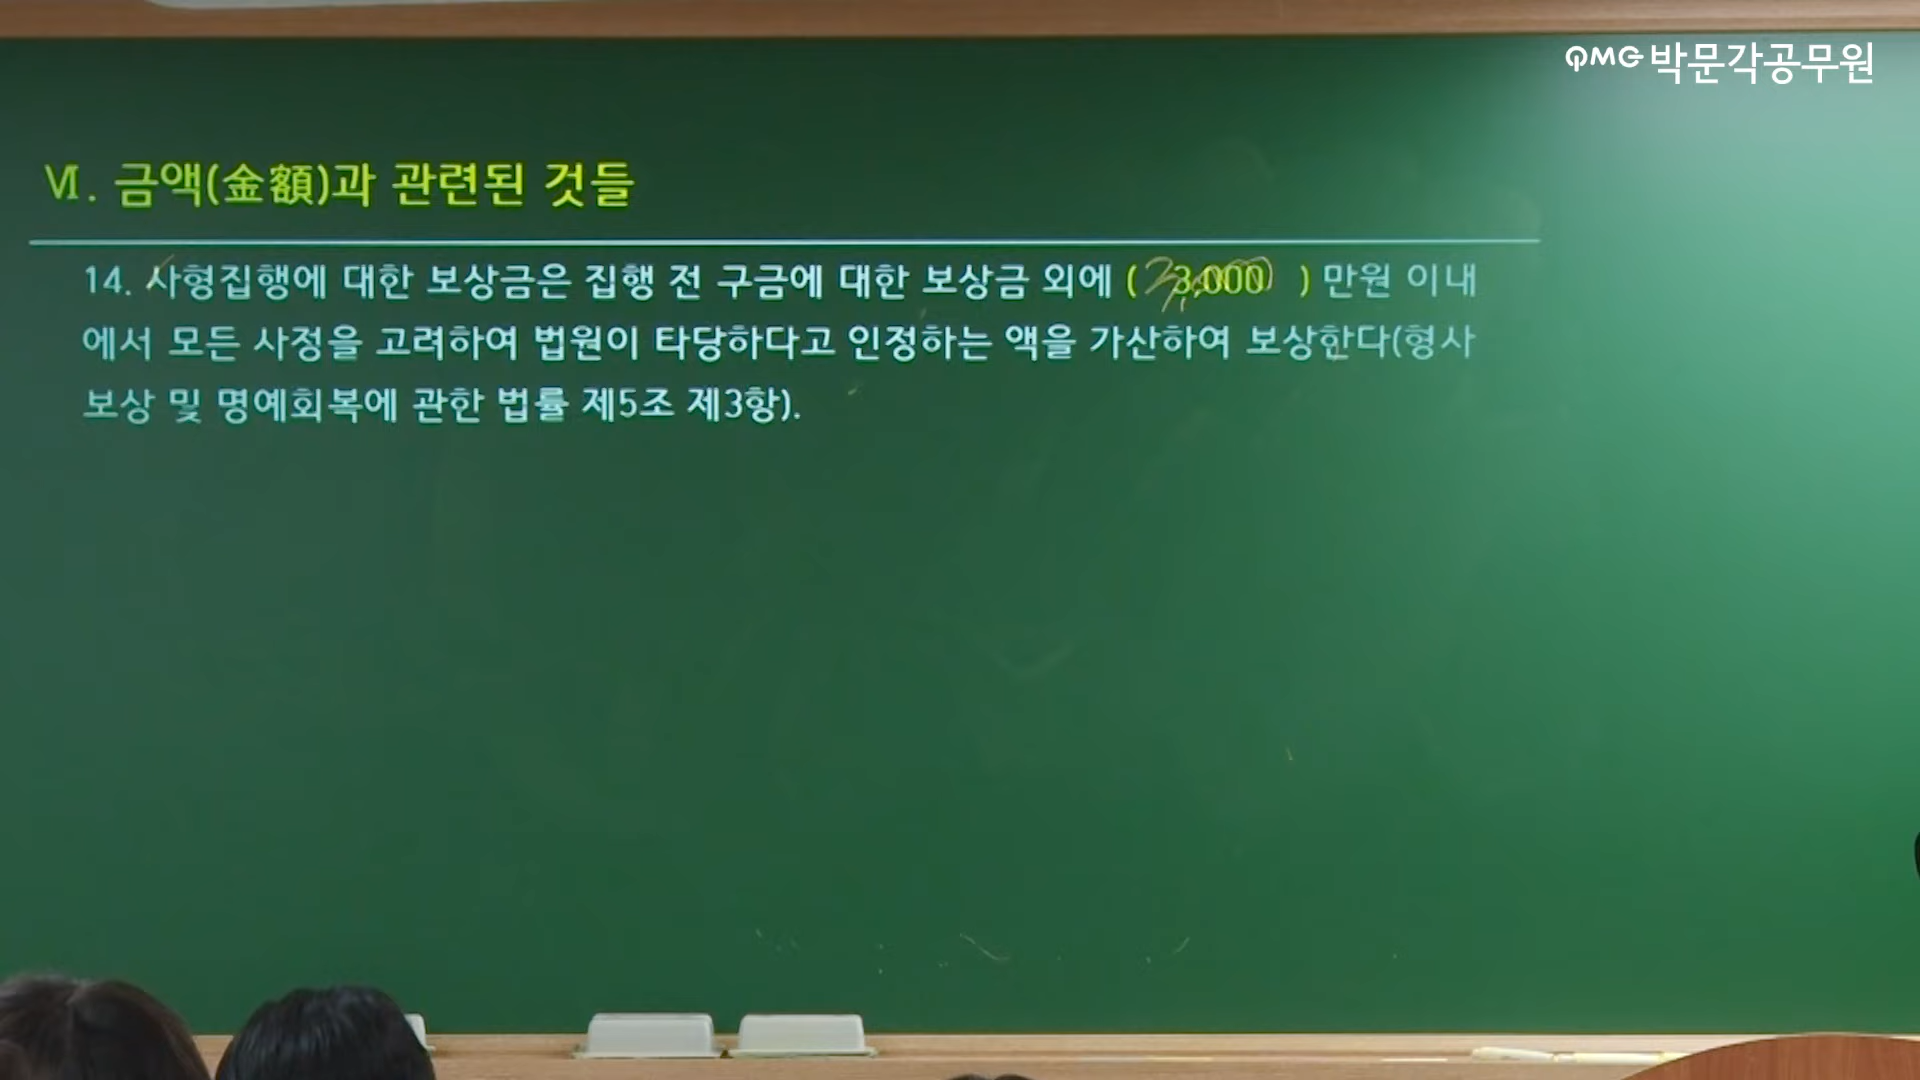 PMG 박문각공무원
Ⅵ. 금액(金額)과 관련된 것들
14. 사형집행에 대한 보상금은 집행 전 구금에 대한 보상금 외에 ( 3,000 ) 만원 이내
에서 모든 사정을 고려하여 법원이 타당하다고 인정하는 액을 가산하여 보상한다(형사
보상 및 명예회복에 관한 법률 제5조 제3항).